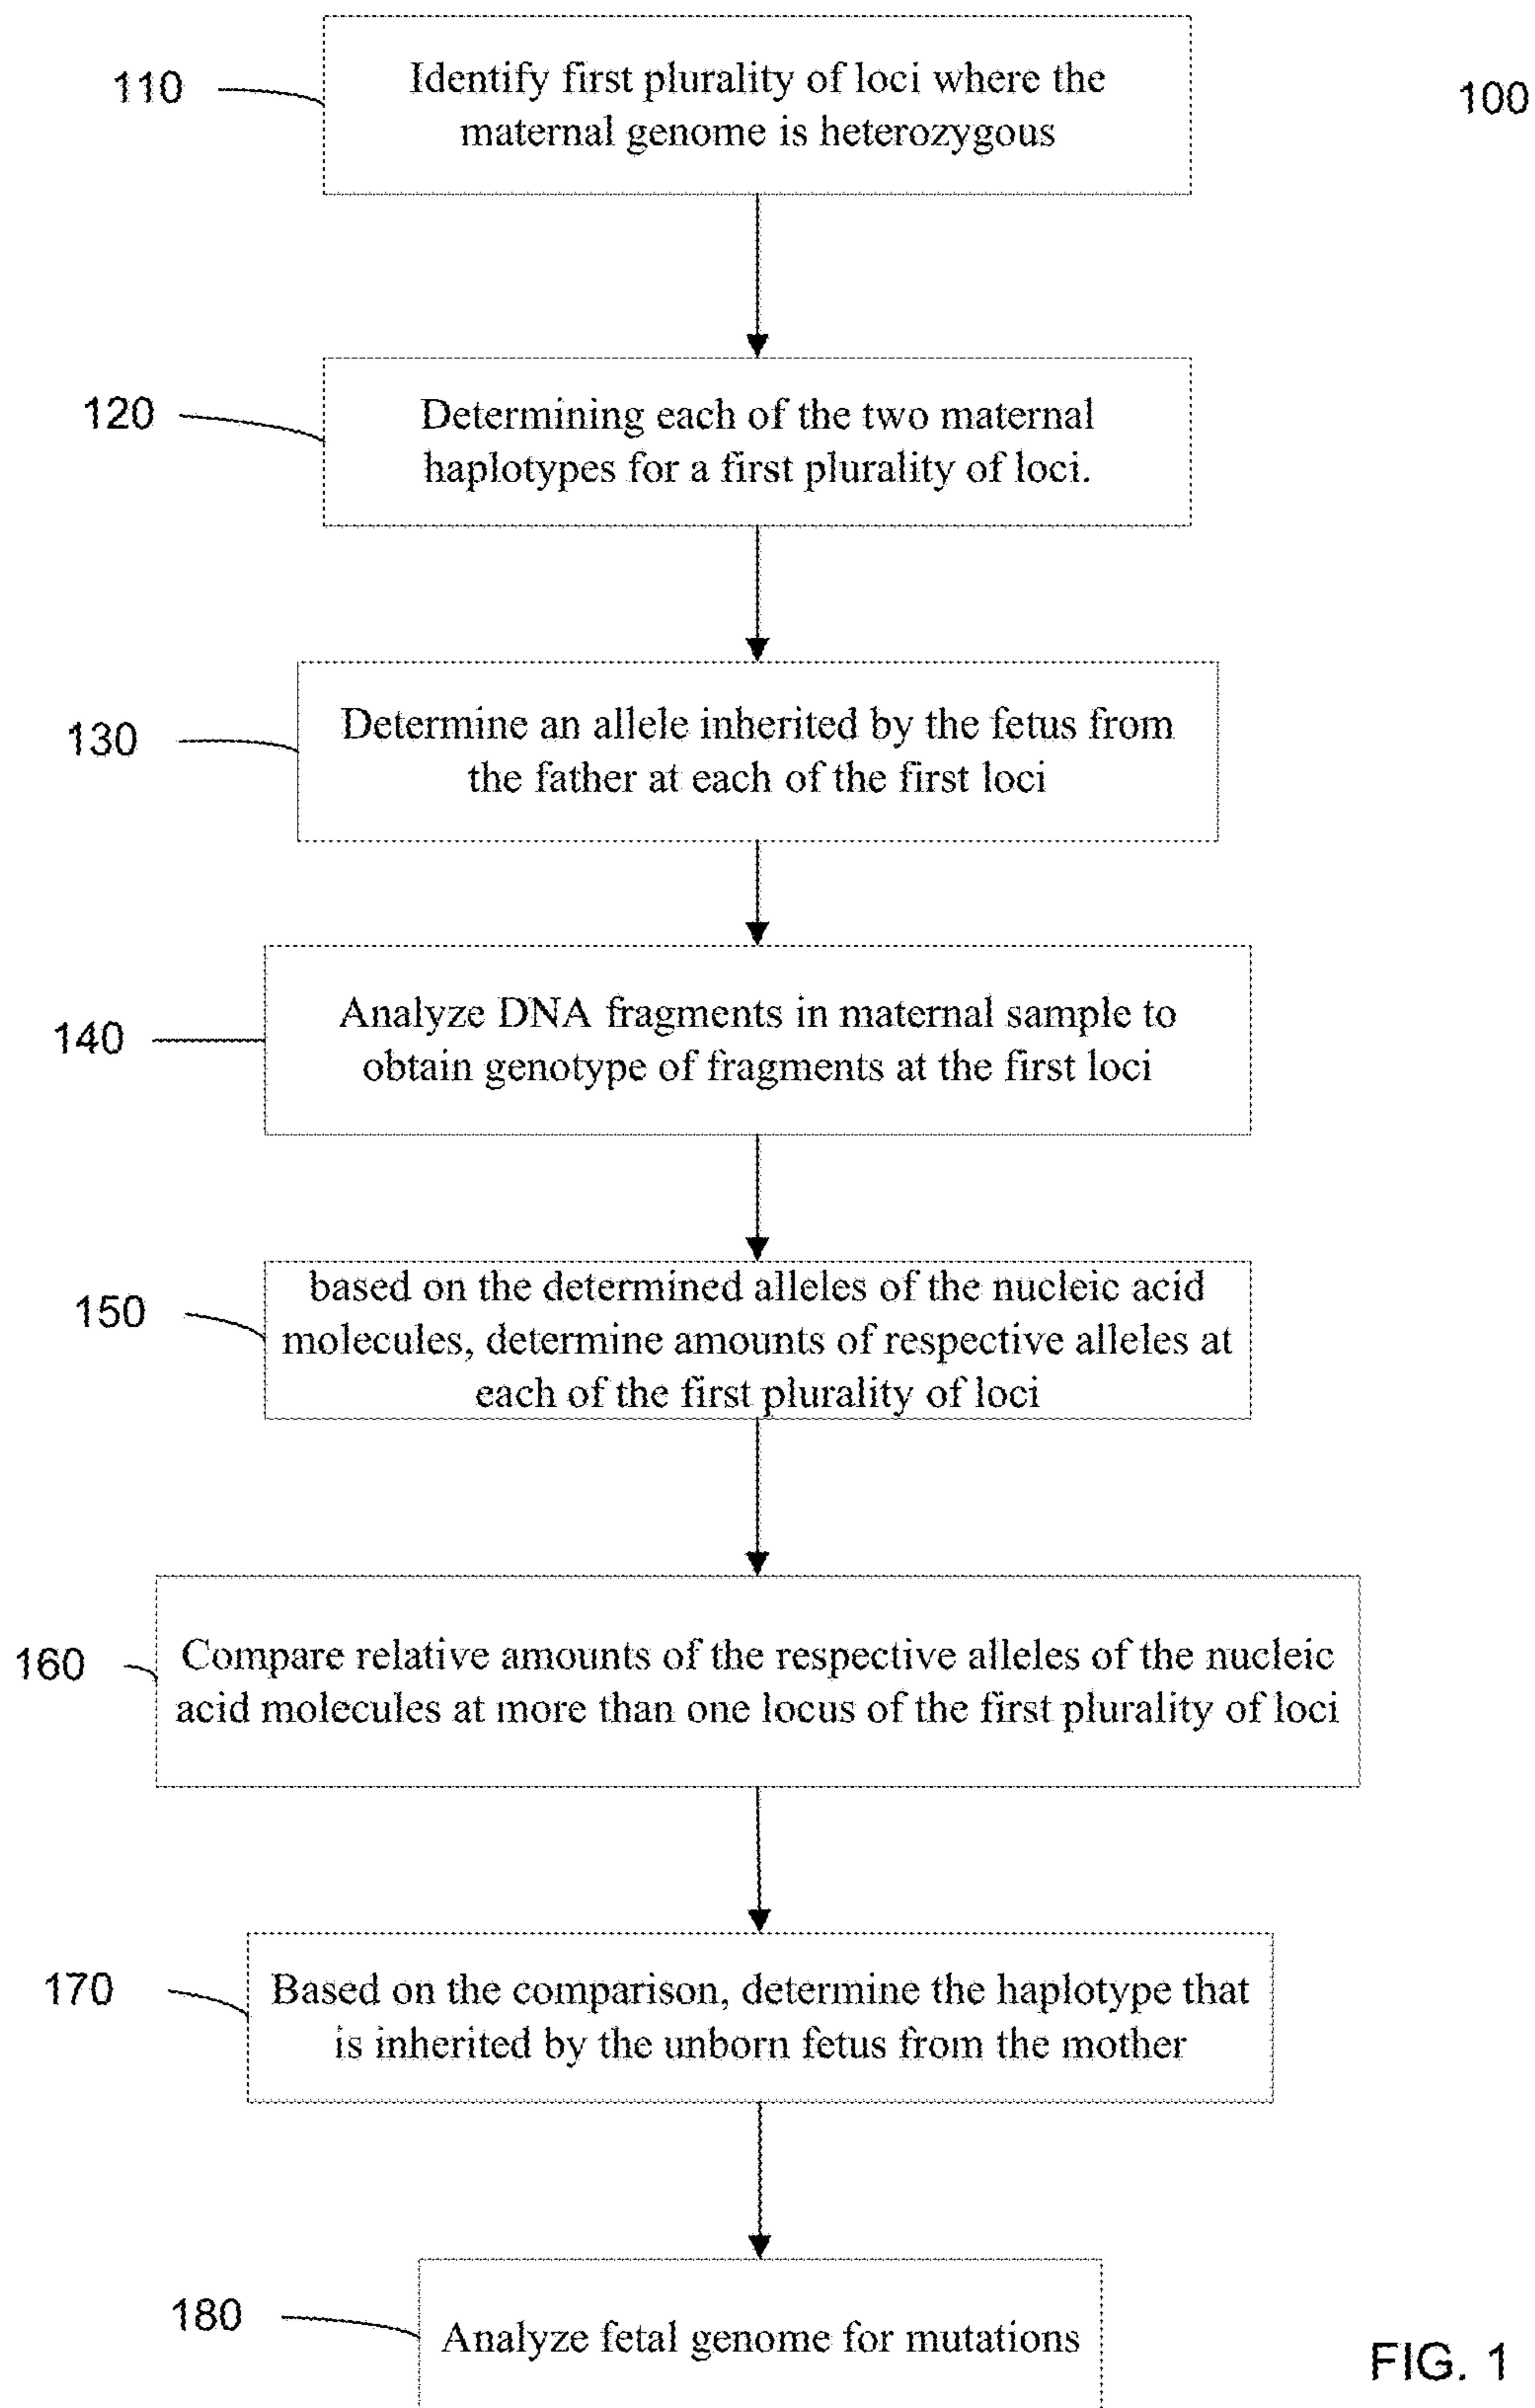 110
Identify first plurality of loci where the
maternal genome is heterozygous
100
120
Determining each of the two maternal
haplotypes for a first plurality of loci.
130
Determine an allele inherited by the fetus from
the father at each of the first loci
140
Analyze DNA fragments in maternal sample to
obtain genotype of fragments at the first loci
150
based on the determined alleles of the nucleic acid
molecules, determine amounts of respective alleles at
each of the first plurality of loci
160
Compare relative amounts of the respective alleles of the nucleic
acid molecules at more than one locus of the first plurality of loci
170
Based on the comparison, determine the haplotype that
is inherited by the unborn fetus from the mother
180
Analyze fetal genome for mutations
FIG. 1